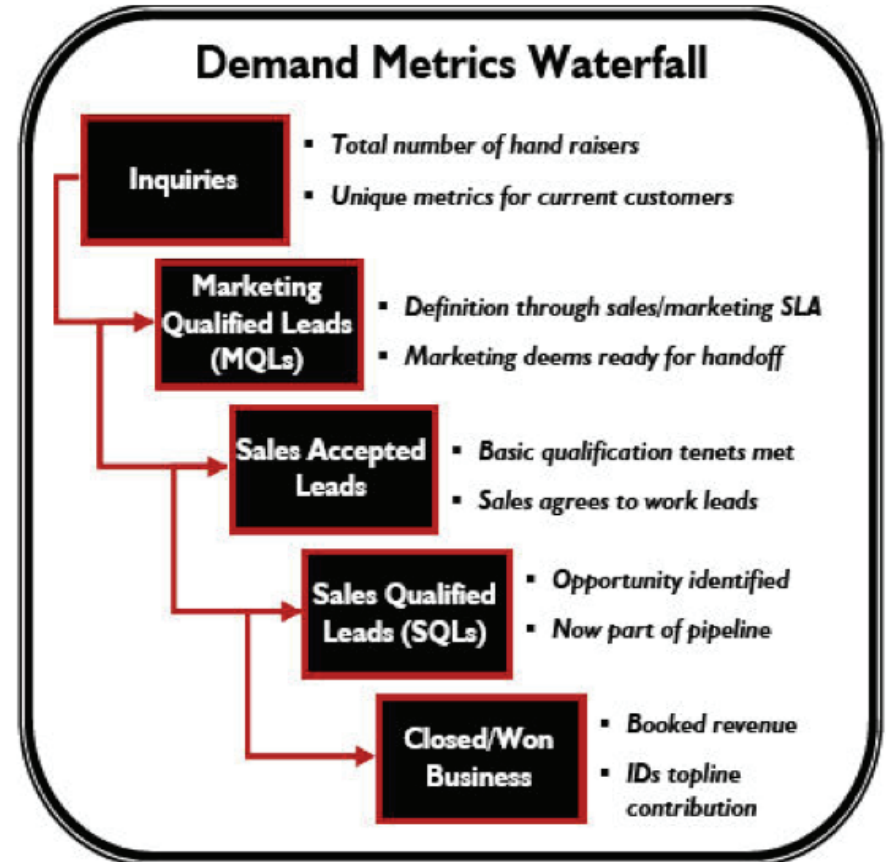 Demand Metrics Waterfall
Inquiries
▪ Total number of hand raisers
▪ Unique metrics for current customers
Marketing
Qualified Leads
(MQLs)
▪ Definition through sales/marketing SLA
▪ Marketing deems ready for handoff
Sales Accepted
Leads
▪ Basic qualification tenets met
▪ Sales agrees to work leads
Sales Qualified
Leads (SQLs)
▪ Opportunity identified
▪ Now part of pipeline
Closed/Won
Business
▪ Booked revenue
▪ IDs topline
contribution